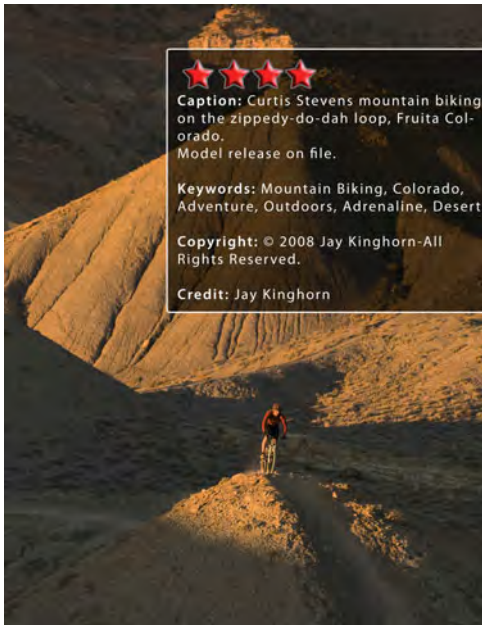 Caption: Curtis Stevens mountain biking
on the zippedy-do-dah loop, Fruita Col-
orado.
Model release on file.
Keywords: Mountain Biking, Colorado,
Adventure, Outdoors, Adrenaline, Desert
Copyright: © 2008 Jay Kinghorn-All
Rights Reserved.
Credit: Jay Kinghorn